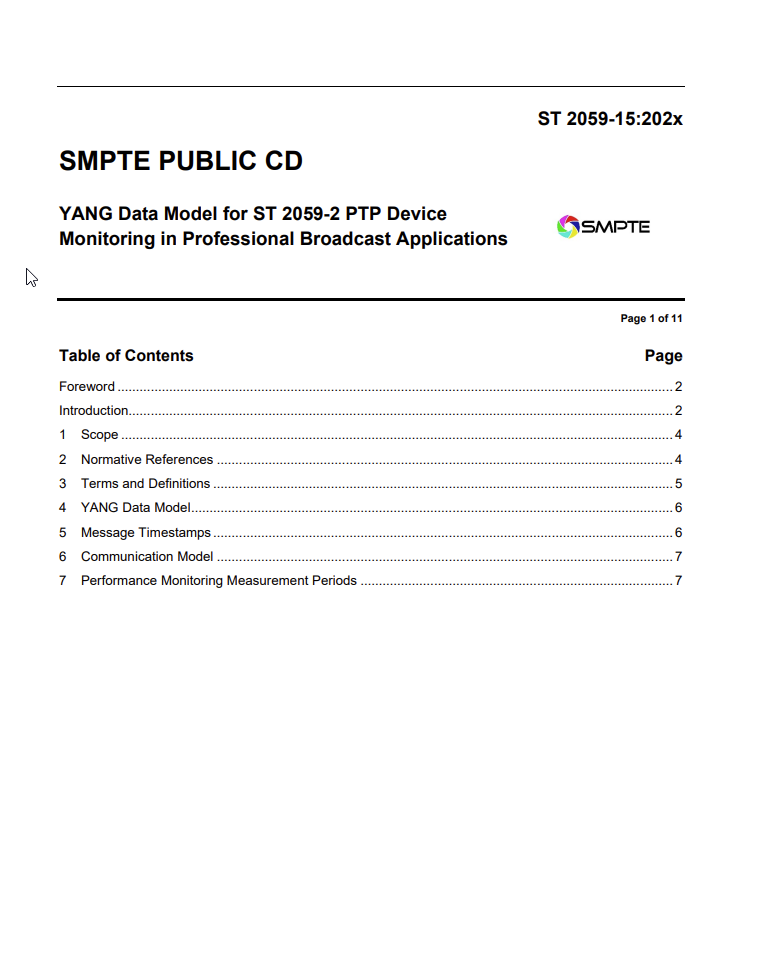 ST 2059-15:202x
SMPTE PUBLIC CD
YANG Data Model for ST 2059-2 PTP Device
Monitoring in Professional Broadcast Applications
SMPTE
Page 1 of 11
Table of Contents Page
Foreword ........................................................................ 2
Introduction........................................................................ 2
1 Scope ........................................................................ 4
2 Normative References ........................................................................ 4
3 Terms and Definitions ........................................................................ 5
4 YANG Data Model........................................................................ 6
5 Message Timestamps ........................................................................ 6
6 Communication Model ........................................................................ 7
7 Performance Monitoring Measurement Periods ........................................................................ 7